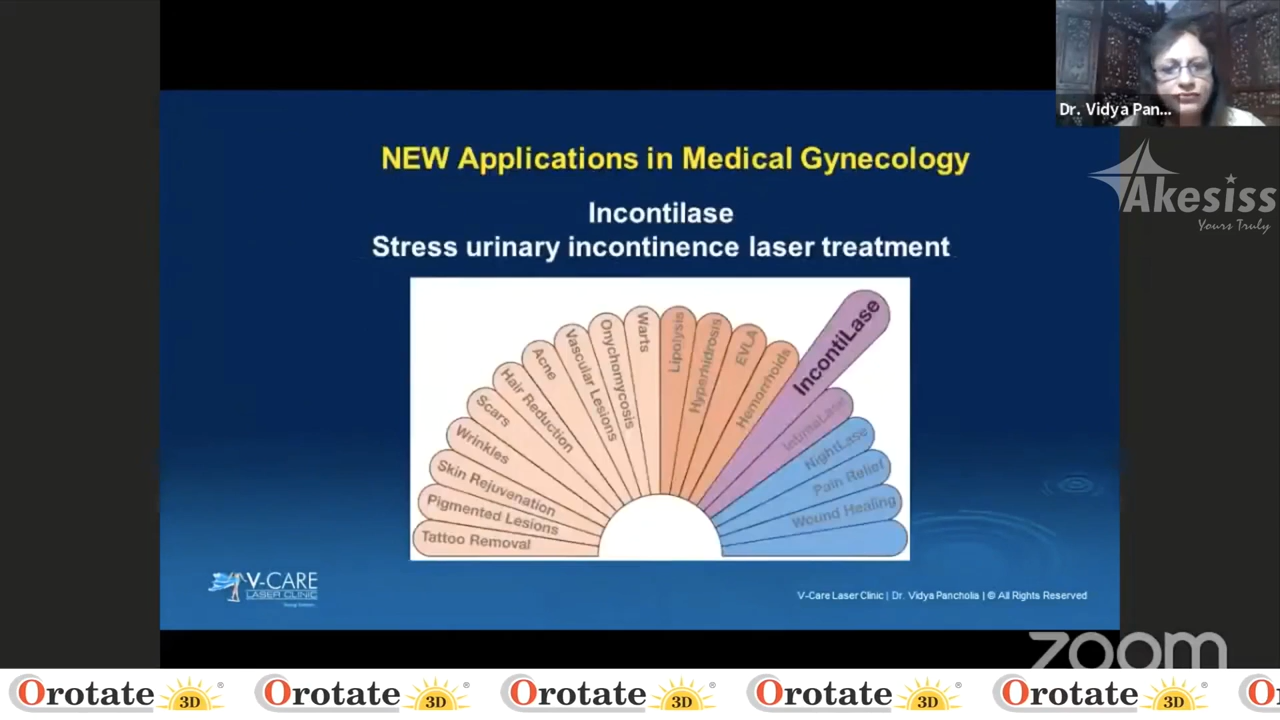 Dr. Vidya Pan...
Akesiss
Yours Truly
NEW Applications in Medical Gynecology
Incontilase
Stress urinary incontinence laser treatment
Tattoo Removal
Pigmented Lesions
Skin Rejuvenation
Wrinkles
Scars
Hair Reduction
Acne
Vascular Lesions
Onychomycosis
Warts
Lipolysis
Hyperhidrosis
EVLA
Hemorrhoids
IncontiLase
IntimaLase
NightLase
Pain Relief
Wound Healing
V-CARE
LASER CLINIC
V-Care Laser Clinic | Dr. Vidya Pancholia | © All Rights Reserved
zoom
Orotate 3D ® Orotate 3D ® Orotate 3D ® Orotate 3D ® Orotate 3D ® O